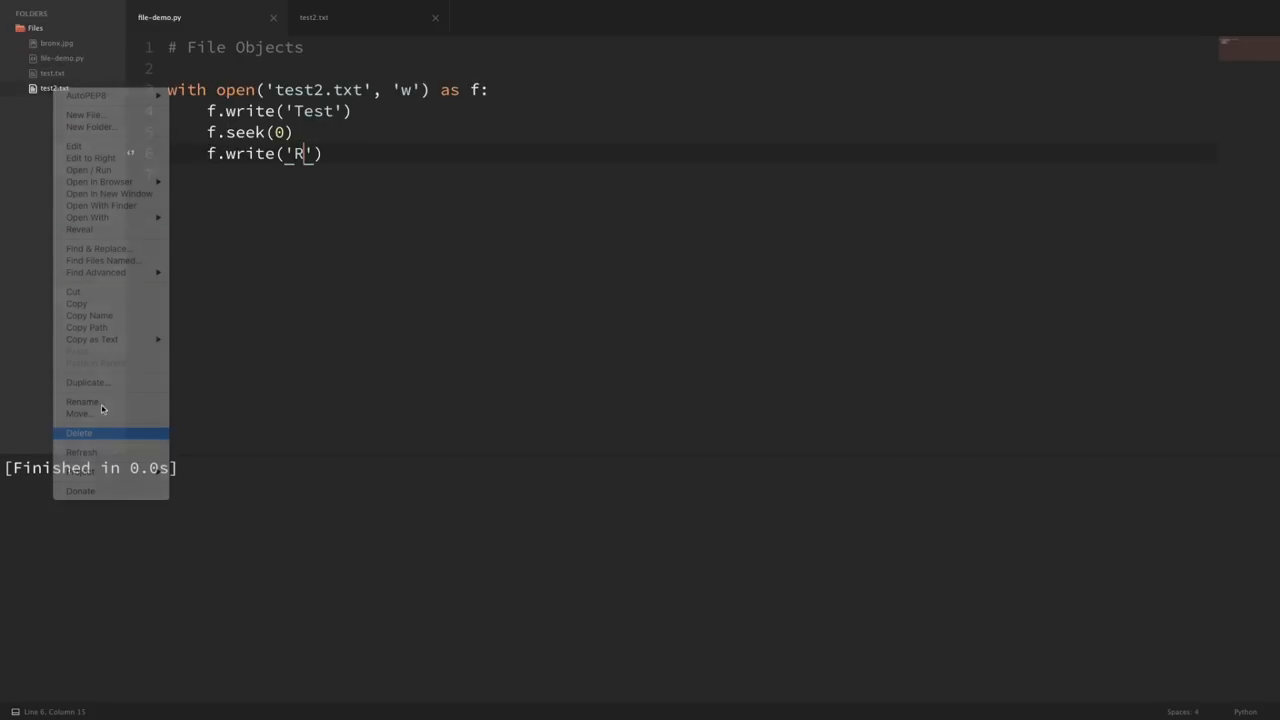 FOLDERS
Files
bronx.jpg
file-demo.py
test.txt
test2.txt
file-demo.py
test2.txt
1 # File Objects
2
with open('test2.txt', 'w') as f:
4 f.write('Test')
5 f.seek(0)
6 f.write('R')
7
AutoPEP8
New File...
New Folder...
Edit
Edit to Right
Open / Run
Open in Browser
Open in New Window
Open With Finder
Open With
Reveal
Find & Replace...
Find Files Named...
Find Advanced
Cut
Copy
Copy Name
Copy Path
Copy as Text
Paste
Paste in Parent
Duplicate...
Rename...
Move...
Delete
Refresh
Donate
[Finished in 0.0s]
Line 6, Column 15
Spaces: 4
Python